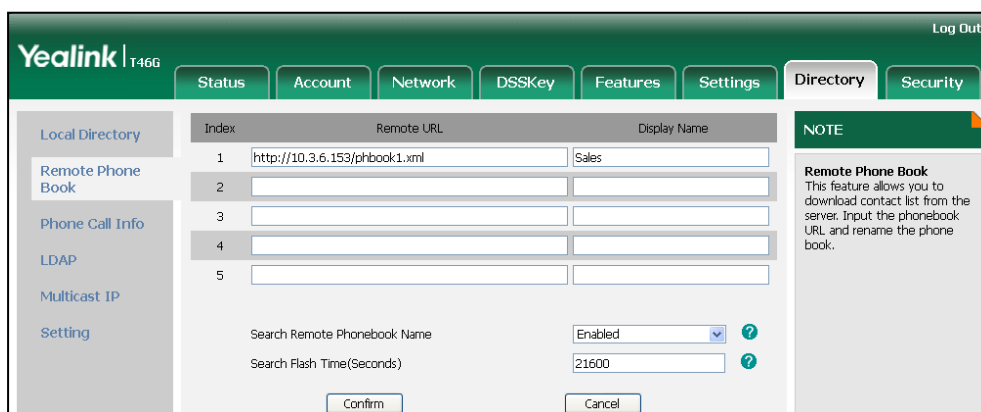 Log Out
Yealink T46G
Status Account Network DSSKey Features Settings Directory Security
Local Directory
Remote Phone
Book
Phone Call Info
LDAP
Multicast IP
Setting
Index Remote URL Display Name
1 http://10.3.6.153/phbook1.xml Sales
2
3
4
5
Search Remote Phonebook Name Enabled ?
Search Flash Time(Seconds) 21600 ?
Confirm Cancel
NOTE
Remote Phone Book
This feature allows you to
download contact list from the
server. Input the phonebook
URL and rename the phone
book.